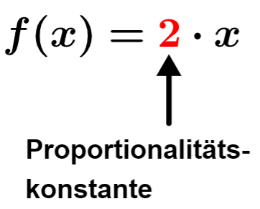 f(x) = 2 · x
Proportionalitäts-
konstante